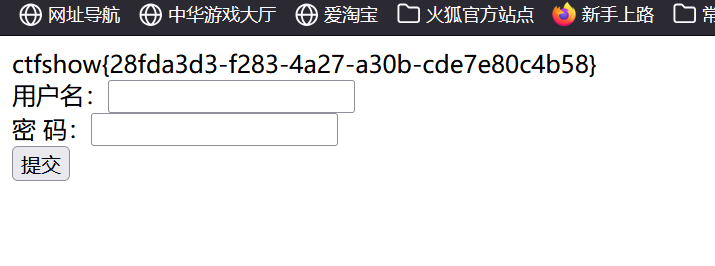 网址导航 中华游戏大厅 爱淘宝 火狐官方站点 新手上路 常
ctfshow{28fda3d3-f283-4a27-a30b-cde7e80c4b58}
用户名：
密 码：
提交